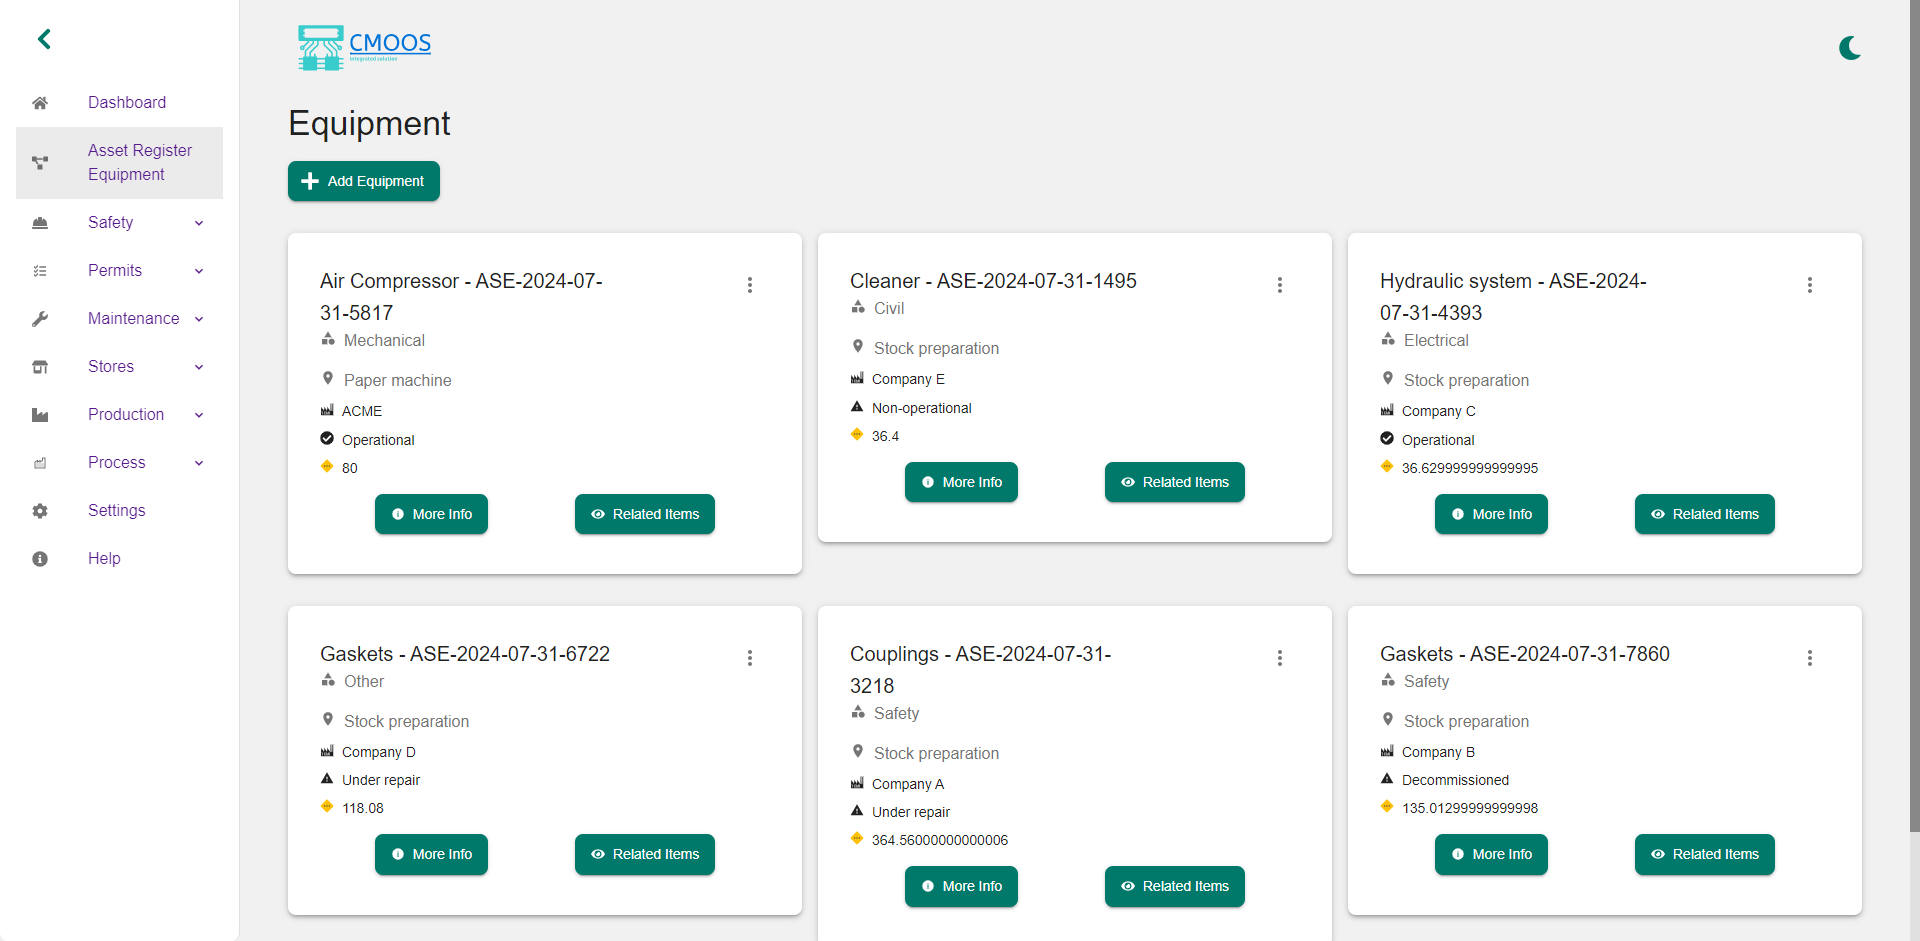 CMOOS
integrated solution
Dashboard
Asset Register
Equipment
Safety
Permits
Maintenance
Stores
Production
Process
Settings
Help
Equipment
Add Equipment
Air Compressor - ASE-2024-07-
31-5817
Mechanical
Paper machine
ACME
Operational
80
More Info
Related Items
Cleaner - ASE-2024-07-31-1495
Civil
Stock preparation
Company E
Non-operational
36.4
More Info
Related Items
Hydraulic system - ASE-2024-
07-31-4393
Electrical
Stock preparation
Company C
Operational
36.629999999999995
More Info
Related Items
Gaskets - ASE-2024-07-31-6722
Other
Stock preparation
Company D
Under repair
118.08
More Info
Related Items
Couplings - ASE-2024-07-31-
3218
Safety
Stock preparation
Company A
Under repair
364.56000000000006
More Info
Related Items
Gaskets - ASE-2024-07-31-7860
Safety
Stock preparation
Company B
Decommissioned
135.01299999999998
More Info
Related Items